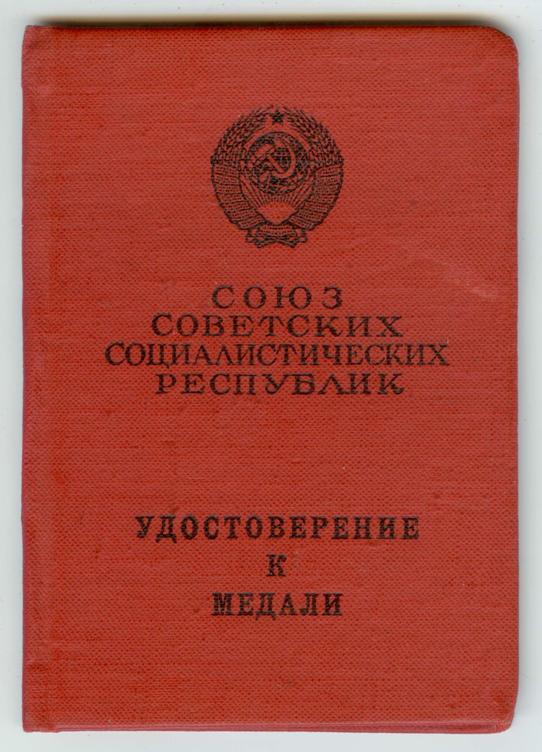 СОЮЗ
СОВЕТСКИХ
СОЦИАЛИСТИЧЕСКИХ
РЕСПУБЛИК
УДОСТОВЕРЕНИЕ
К
МЕДАЛИ